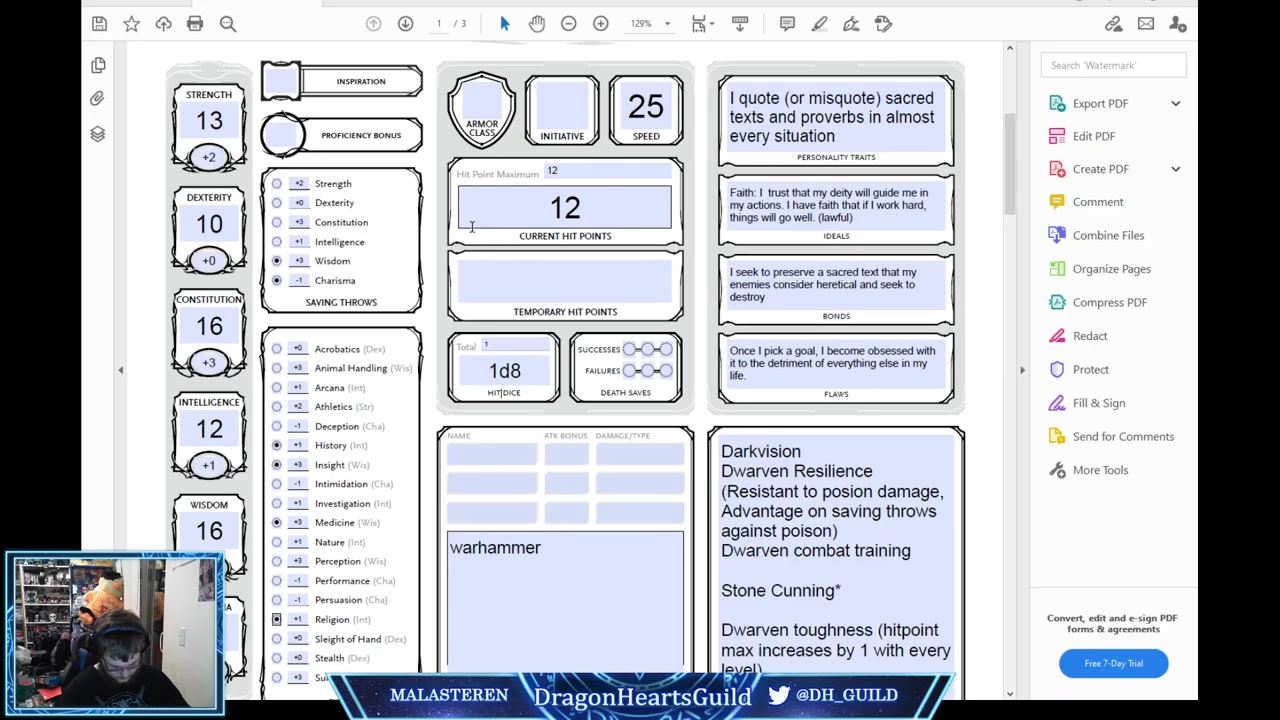 1 / 3
129%
STRENGTH
13
+2
DEXTERITY
10
+0
CONSTITUTION
16
+3
INTELLIGENCE
12
+1
WISDOM
16
INSPIRATION
PROFICIENCY BONUS
+2 Strength
+0 Dexterity
+3 Constitution
+1 Intelligence
+3 Wisdom
-1 Charisma
SAVING THROWS
+0 Acrobatics (Dex)
+3 Animal Handling (Wis)
+1 Arcana (Int)
+2 Athletics (Str)
-1 Deception (Cha)
+1 History (Int)
+3 Insight (Wis)
-1 Intimidation (Cha)
+1 Investigation (Int)
+3 Medicine (Wis)
+1 Nature (Int)
+3 Perception (Wis)
-1 Performance (Cha)
-1 Persuasion (Cha)
+1 Religion (Int)
+0 Sleight of Hand (Dex)
+0 Stealth (Dex)
+3
ARMOR
CLASS
INITIATIVE
25
SPEED
Hit Point Maximum 12
12
CURRENT HIT POINTS
TEMPORARY HIT POINTS
Total 1
1d8
HIT DICE
SUCCESSES
FAILURES
DEATH SAVES
NAME ATK BONUS DAMAGE/TYPE
warhammer
I quote (or misquote) sacred
texts and proverbs in almost
every situation
PERSONALITY TRAITS
Faith: I trust that my deity will guide me in
my actions. I have faith that if I work hard,
things will go well. (lawful)
IDEALS
I seek to preserve a sacred text that my
enemies consider heretical and seek to
destroy
BONDS
Once I pick a goal, I become obsessed with
it to the detriment of everything else in my
life.
FLAWS
Darkvision
Dwarven Resilience
(Resistant to posion damage,
Advantage on saving throws
against poison)
Dwarven combat training
Stone Cunning*
Dwarven toughness (hitpoint
max increases by 1 with every
level)
Search 'Watermark'
Export PDF
Edit PDF
Create PDF
Comment
Combine Files
Organize Pages
Compress PDF
Redact
Protect
Fill & Sign
Send for Comments
More Tools
Convert, edit and e-sign PDF
forms & agreements
Free 7-Day Trial
MALASTEREN DragonHeartsGuild @DH_GUILD